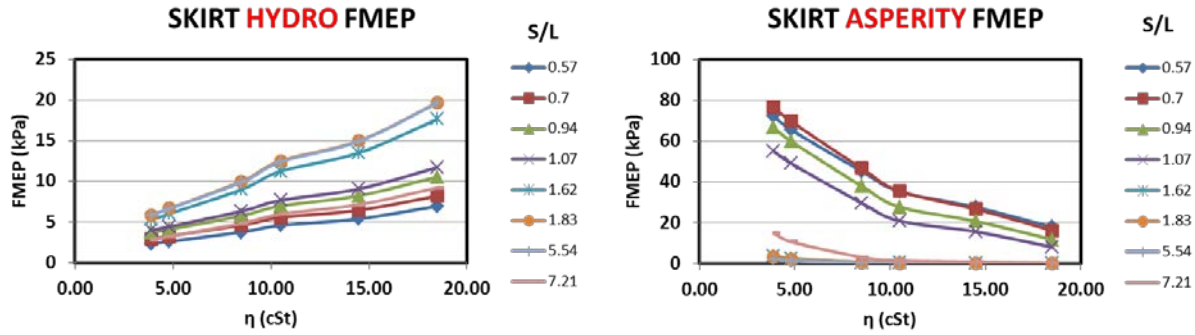 SKIRT HYDRO FMEP
FMEP (kPa)
25
20
15
10
5
0
0.00 5.00 10.00 15.00 20.00
η (cSt)
S/L
0.57
0.7
0.94
1.07
1.62
1.83
5.54
7.21
SKIRT ASPERITY FMEP
FMEP (kPa)
100
80
60
40
20
0
0.00 5.00 10.00 15.00 20.00
η (cSt)
S/L
0.57
0.7
0.94
1.07
1.62
1.83
5.54
7.21